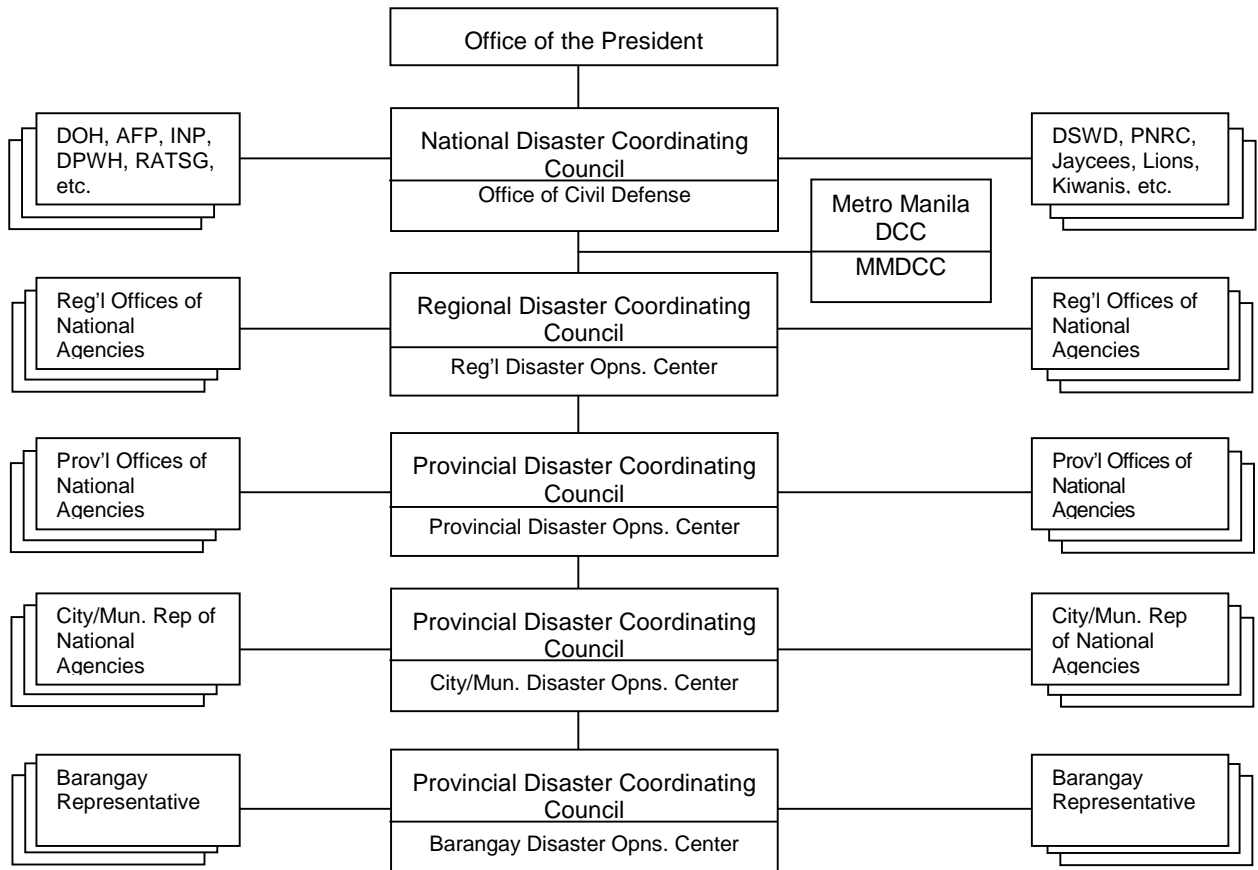 Office of the President
DOH, AFP, INP,
DPWH, RATSG,
etc.
National Disaster Coordinating
Council
Office of Civil Defense
DSWD, PNRC,
Jaycees, Lions,
Kiwanis, etc.
Metro Manila
DCC
MMDCC
Reg'l Offices of
National
Agencies
Regional Disaster Coordinating
Council
Reg'l Disaster Opns. Center
Reg'l Offices of
National
Agencies
Prov'l Offices of
National
Agencies
Provincial Disaster Coordinating
Council
Provincial Disaster Opns. Center
Prov'l Offices of
National
Agencies
City/Mun. Rep of
National
Agencies
Provincial Disaster Coordinating
Council
City/Mun. Disaster Opns. Center
City/Mun. Rep
of National
Agencies
Barangay
Representative
Provincial Disaster Coordinating
Council
Barangay Disaster Opns. Center
Barangay
Representative